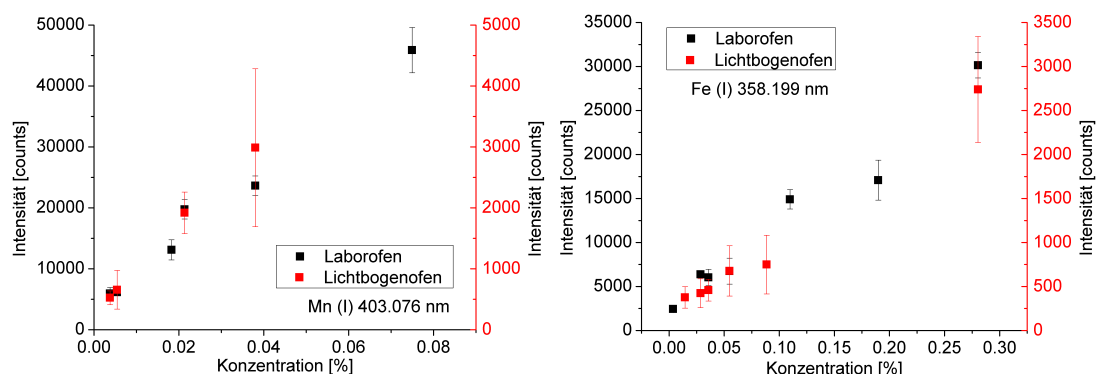 50000
40000
30000
20000
10000
0
Intensität [counts]
5000
4000
3000
2000
1000
0
Intensität [counts]
Laborofen
Lichtbogenofen
Mn (I) 403.076 nm
0.00 0.02 0.04 0.06 0.08
Konzentration [%]
35000
30000
25000
20000
15000
10000
5000
0
Intensität [counts]
3500
3000
2500
2000
1500
1000
500
0
Intensität [counts]
Laborofen
Lichtbogenofen
Fe (I) 358.199 nm
0.00 0.05 0.10 0.15 0.20 0.25 0.30
Konzentration [%]